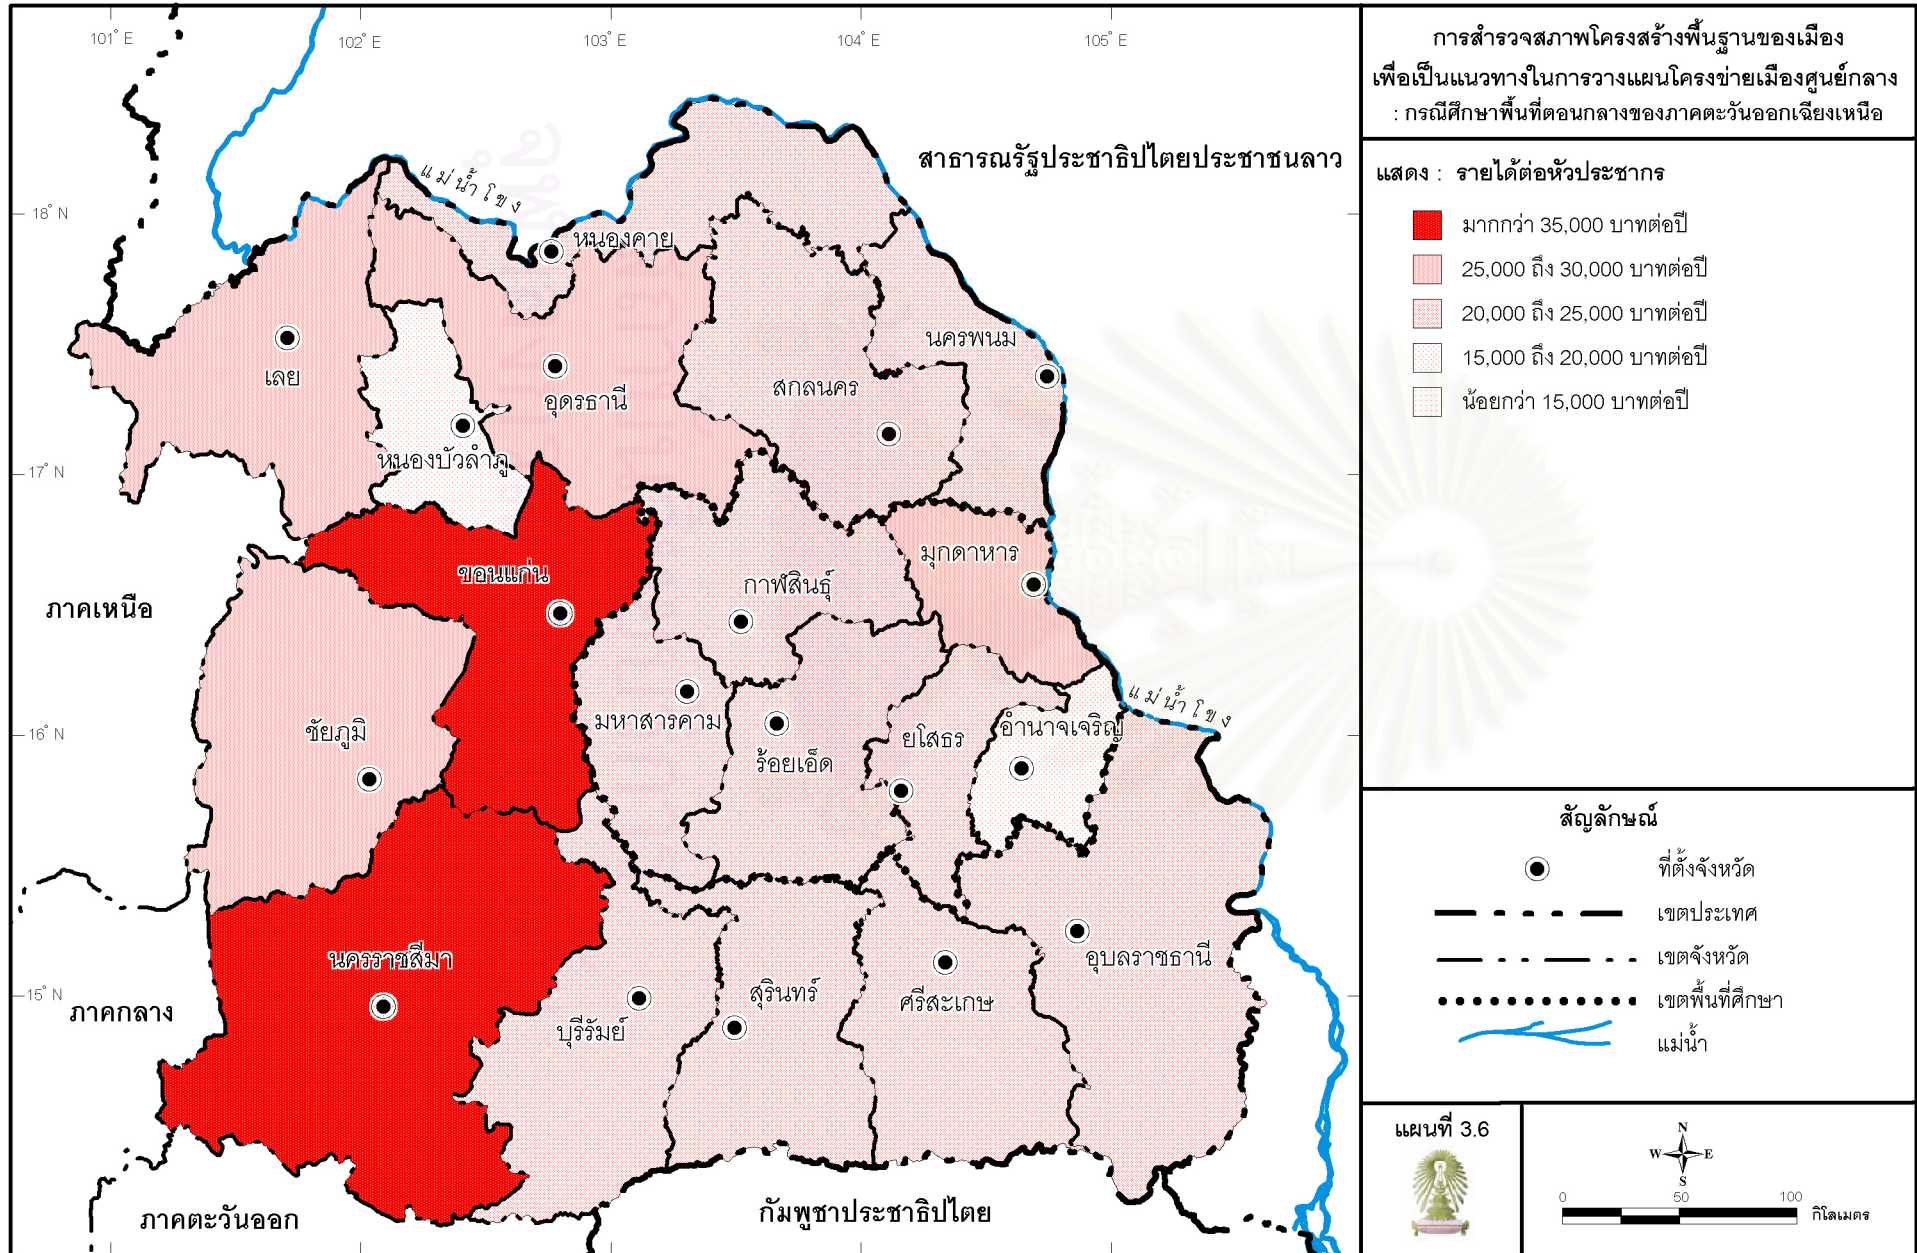 101° E
102° E
103° E
104° E
105° E
18° N
17° N
16° N
15° N
สาธารณรัฐประชาธิปไตยประชาชนลาว
แม่น้ำโขง
หนองคาย
เลย
หนองบัวลำภู
อุดรธานี
สกลนคร
นครพนม
ขอนแก่น
กาฬสินธุ์
มุกดาหาร
ภาคเหนือ
ชัยภูมิ
มหาสารคาม
ร้อยเอ็ด
ยโสธร
อำนาจเจริญ
แม่น้ำโขง
นครราชสีมา
บุรีรัมย์
สุรินทร์
ศรีสะเกษ
อุบลราชธานี
ภาคกลาง
ภาคตะวันออก
กัมพูชาประชาธิปไตย
การสำรวจสภาพโครงสร้างพื้นฐานของเมือง
เพื่อเป็นแนวทางในการวางแผนโครงข่ายเมืองศูนย์กลาง
: กรณีศึกษาพื้นที่ตอนกลางของภาคตะวันออกเฉียงเหนือ
แสดง : รายได้ต่อหัวประชากร
มากกว่า 35,000 บาทต่อปี
25,000 ถึง 30,000 บาทต่อปี
20,000 ถึง 25,000 บาทต่อปี
15,000 ถึง 20,000 บาทต่อปี
น้อยกว่า 15,000 บาทต่อปี
สัญลักษณ์
ที่ตั้งจังหวัด
เขตประเทศ
เขตจังหวัด
เขตพื้นที่ศึกษา
แม่น้ำ
แผนที่ 3.6
N
W E
S
0 50 100
กิโลเมตร